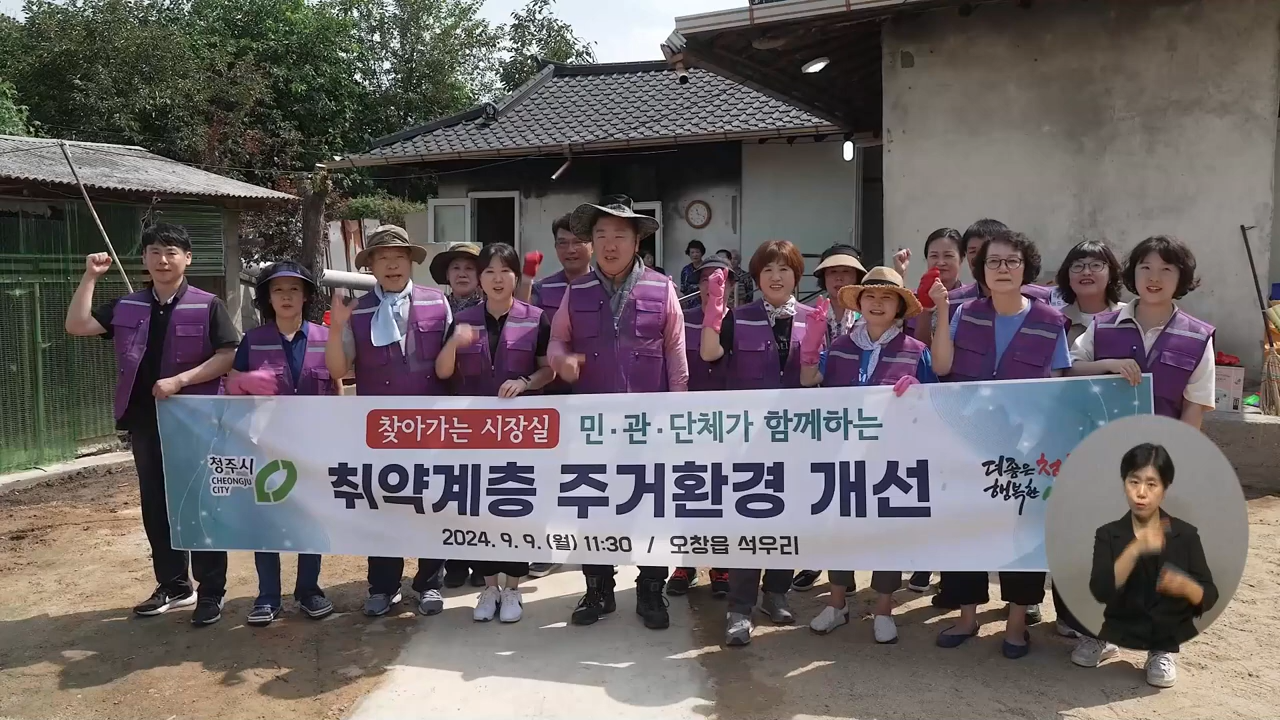 찾아가는 시장실 민·관·단체가 함께하는
청주시
CHEONGJU
CITY
취약계층 주거환경 개선
더 좋은
행복한
2024. 9. 9. (월) 11:30 / 오창읍 석우리